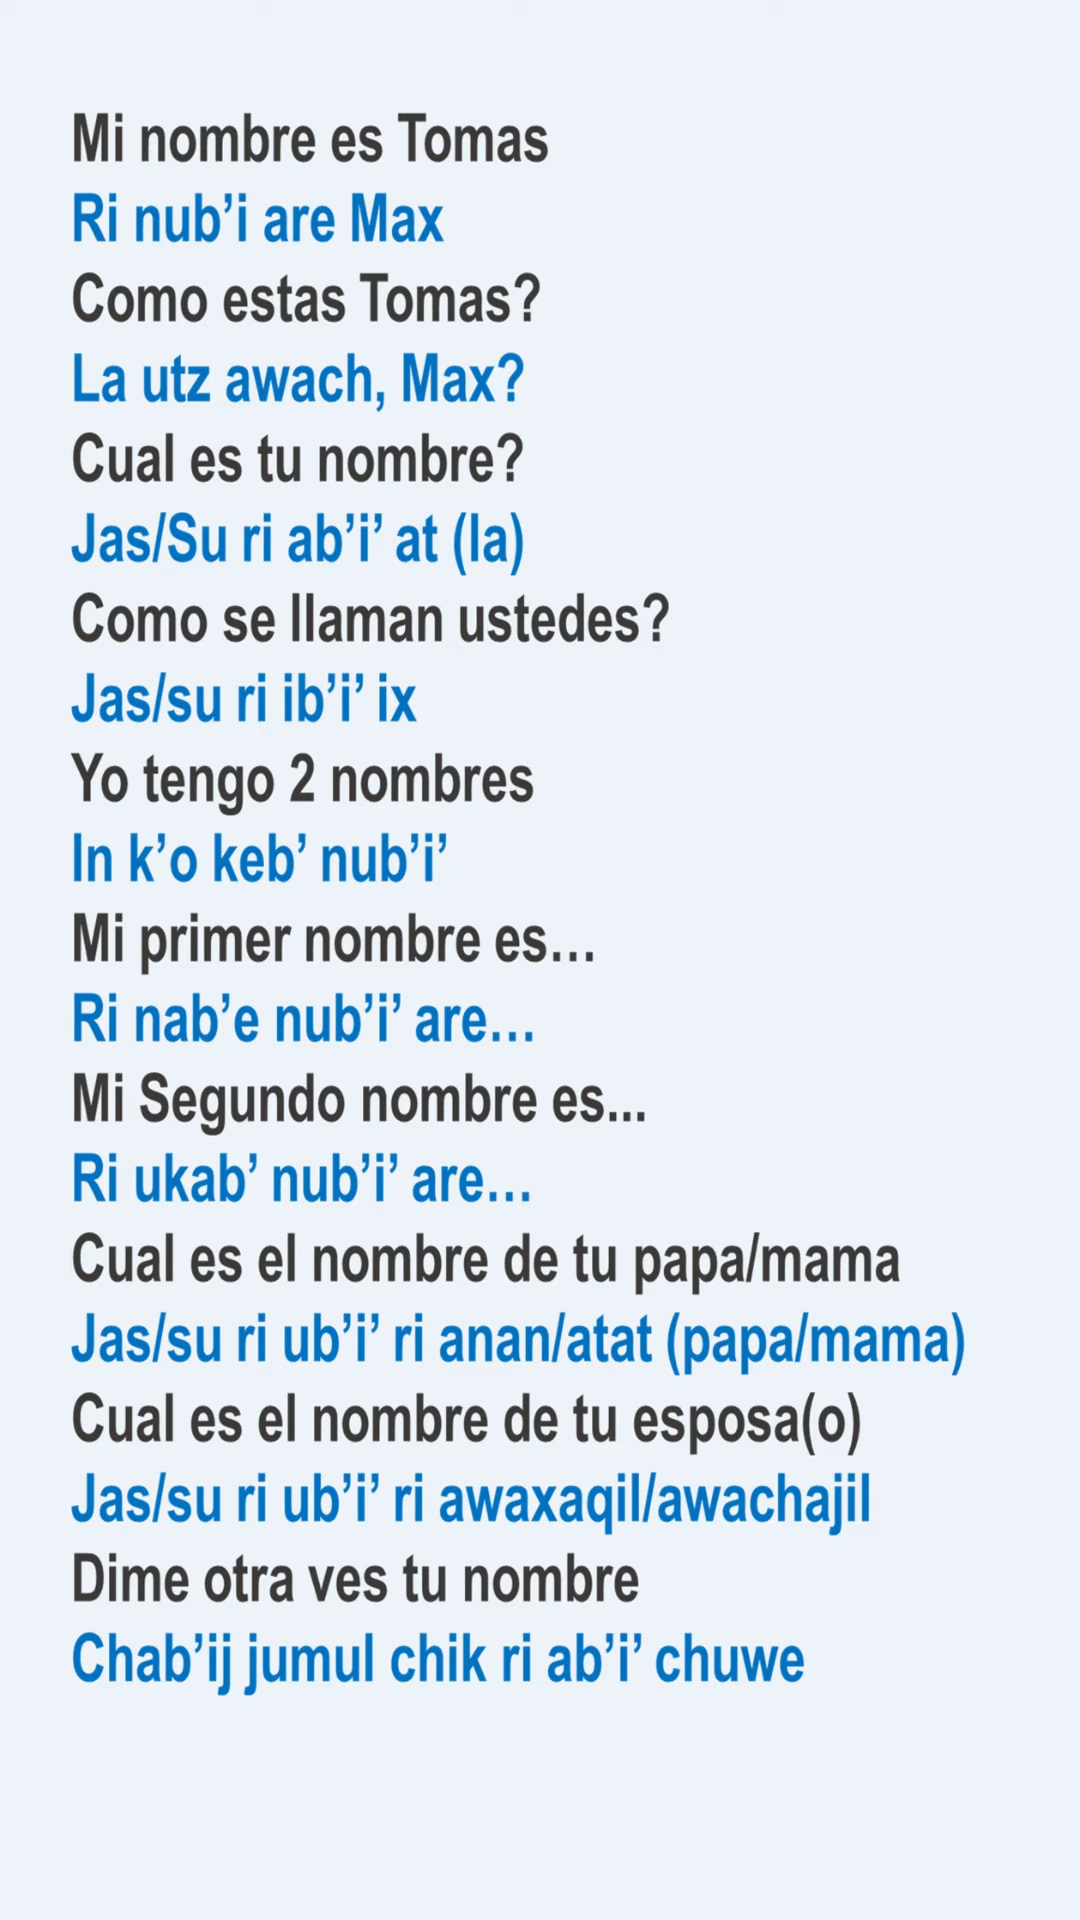 Mi nombre es Tomas
Ri nub’i are Max
Como estas Tomas?
La utz awach, Max?
Cual es tu nombre?
Jas/Su ri ab’i’ at (la)
Como se llaman ustedes?
Jas/su ri ib’i’ ix
Yo tengo 2 nombres
In k’o keb’ nub’i’
Mi primer nombre es…
Ri nab’e nub’i’ are…
Mi Segundo nombre es...
Ri ukab’ nub’i’ are…
Cual es el nombre de tu papa/mama
Jas/su ri ub’i’ ri anan/atat (papa/mama)
Cual es el nombre de tu esposa(o)
Jas/su ri ub’i’ ri awaxaqil/awachajil
Dime otra ves tu nombre
Chab’ij jumul chik ri ab’i’ chuwe